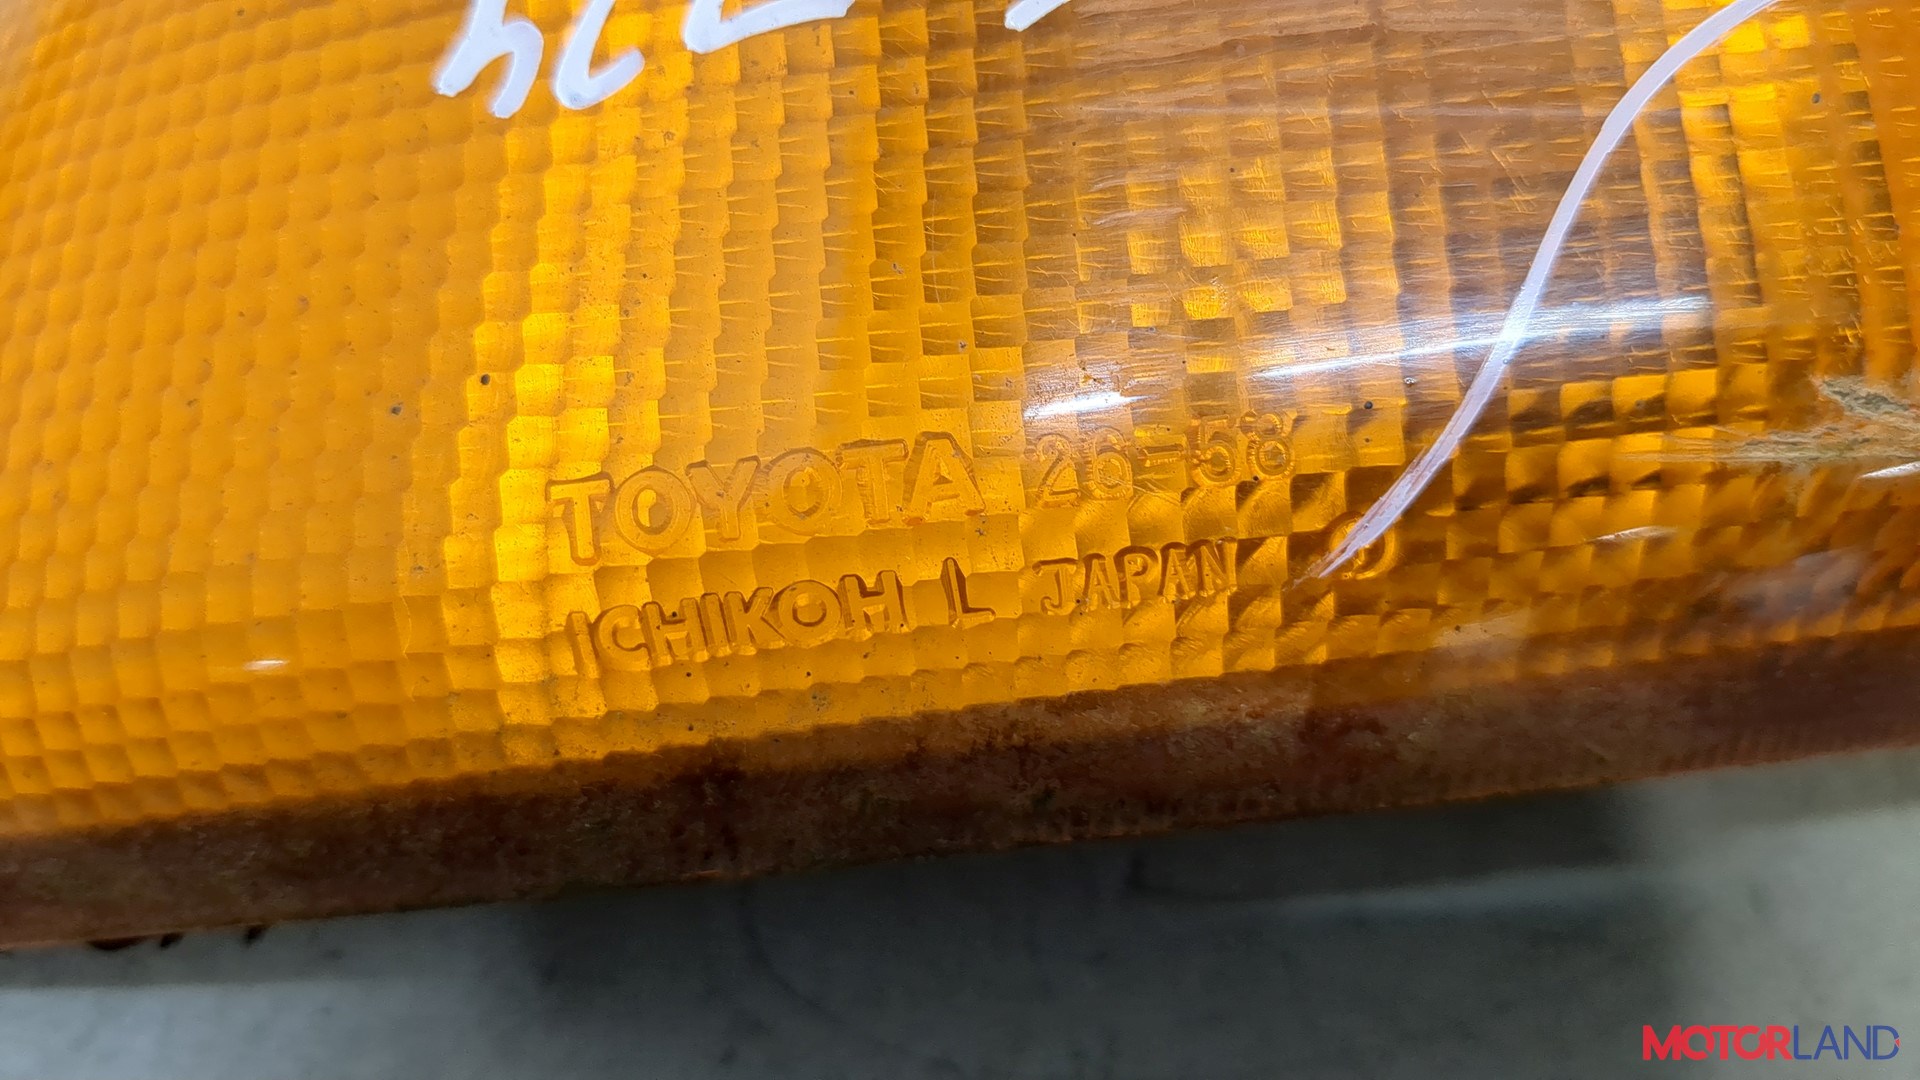 TOYOTA 26-58
ICHIKOH L JAPAN
MOTORLAND